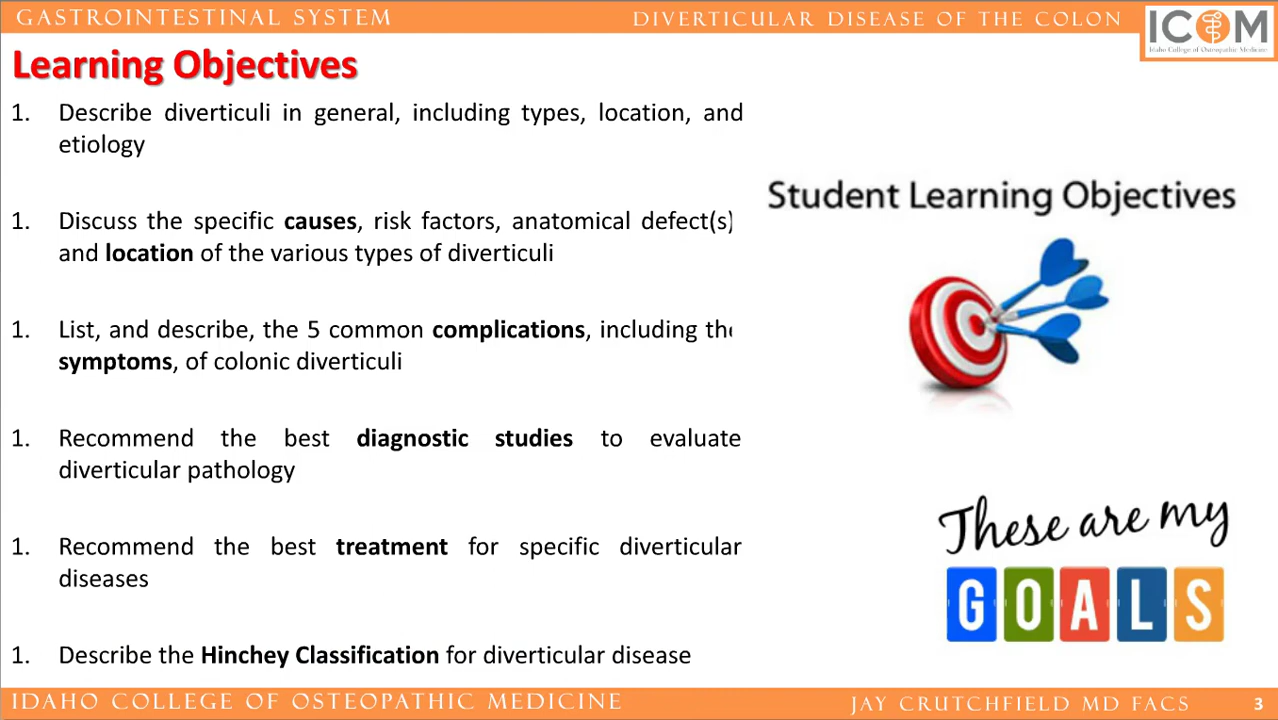 GASTROINTESTINAL SYSTEM
DIVERTICULAR DISEASE OF THE COLON
ICOM
Idaho College of Osteopathic Medicine
Learning Objectives
1. Describe diverticuli in general, including types, location, and
etiology
1. Discuss the specific causes, risk factors, anatomical defect(s)
and location of the various types of diverticuli
1. List, and describe, the 5 common complications, including the
symptoms, of colonic diverticuli
1. Recommend the best diagnostic studies to evaluate
diverticular pathology
1. Recommend the best treatment for specific diverticular
diseases
1. Describe the Hinchey Classification for diverticular disease
Student Learning Objectives
These are my
GOALS
IDAHO COLLEGE OF OSTEOPATHIC MEDICINE
JAY CRUTCHFIELD MD FACS
3